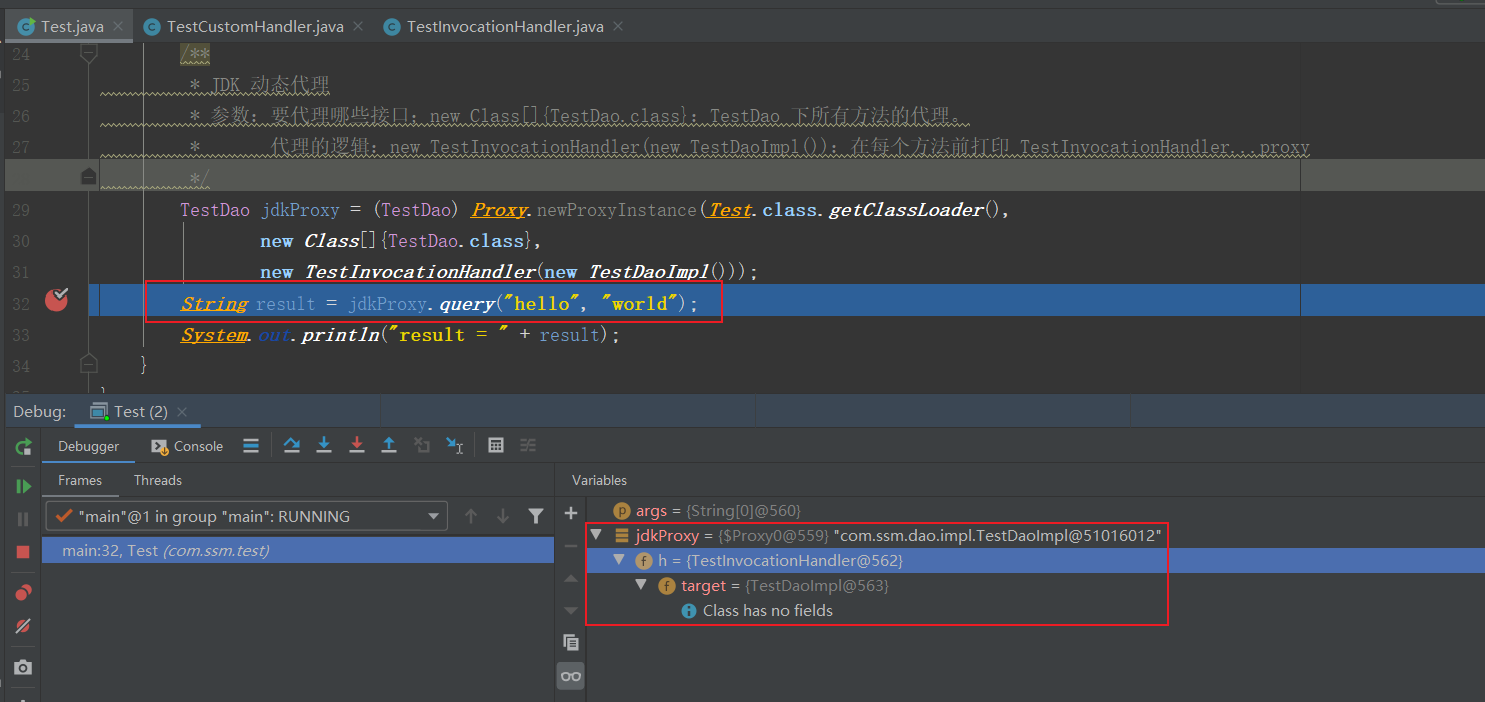 Test.java TestCustomHandler.java TestInvocationHandler.java
24 /**
25 * JDK 动态代理
26 * 参数：要代理哪些接口：new Class[]{TestDao.class}：TestDao 下所有方法的代理。
27 * 代理的逻辑：new TestInvocationHandler(new TestDaoImpl())：在每个方法前打印 TestInvocationHandler...proxy
*/
29 TestDao jdkProxy = (TestDao) Proxy.newProxyInstance(Test.class.getClassLoader(),
30 new Class[]{TestDao.class},
31 new TestInvocationHandler(new TestDaoImpl()));
32 String result = jdkProxy.query("hello", "world");
33 System.out.println("result = " + result);
34 }
Debug: Test (2)
Debugger Console
Frames Threads
"main"@1 in group "main": RUNNING
main:32, Test (com.ssm.test)
Variables
args = {String[0]@560}
jdkProxy = {$Proxy0@559} "com.ssm.dao.impl.TestDaoImpl@51016012"
h = {TestInvocationHandler@562}
target = {TestDaoImpl@563}
Class has no fields